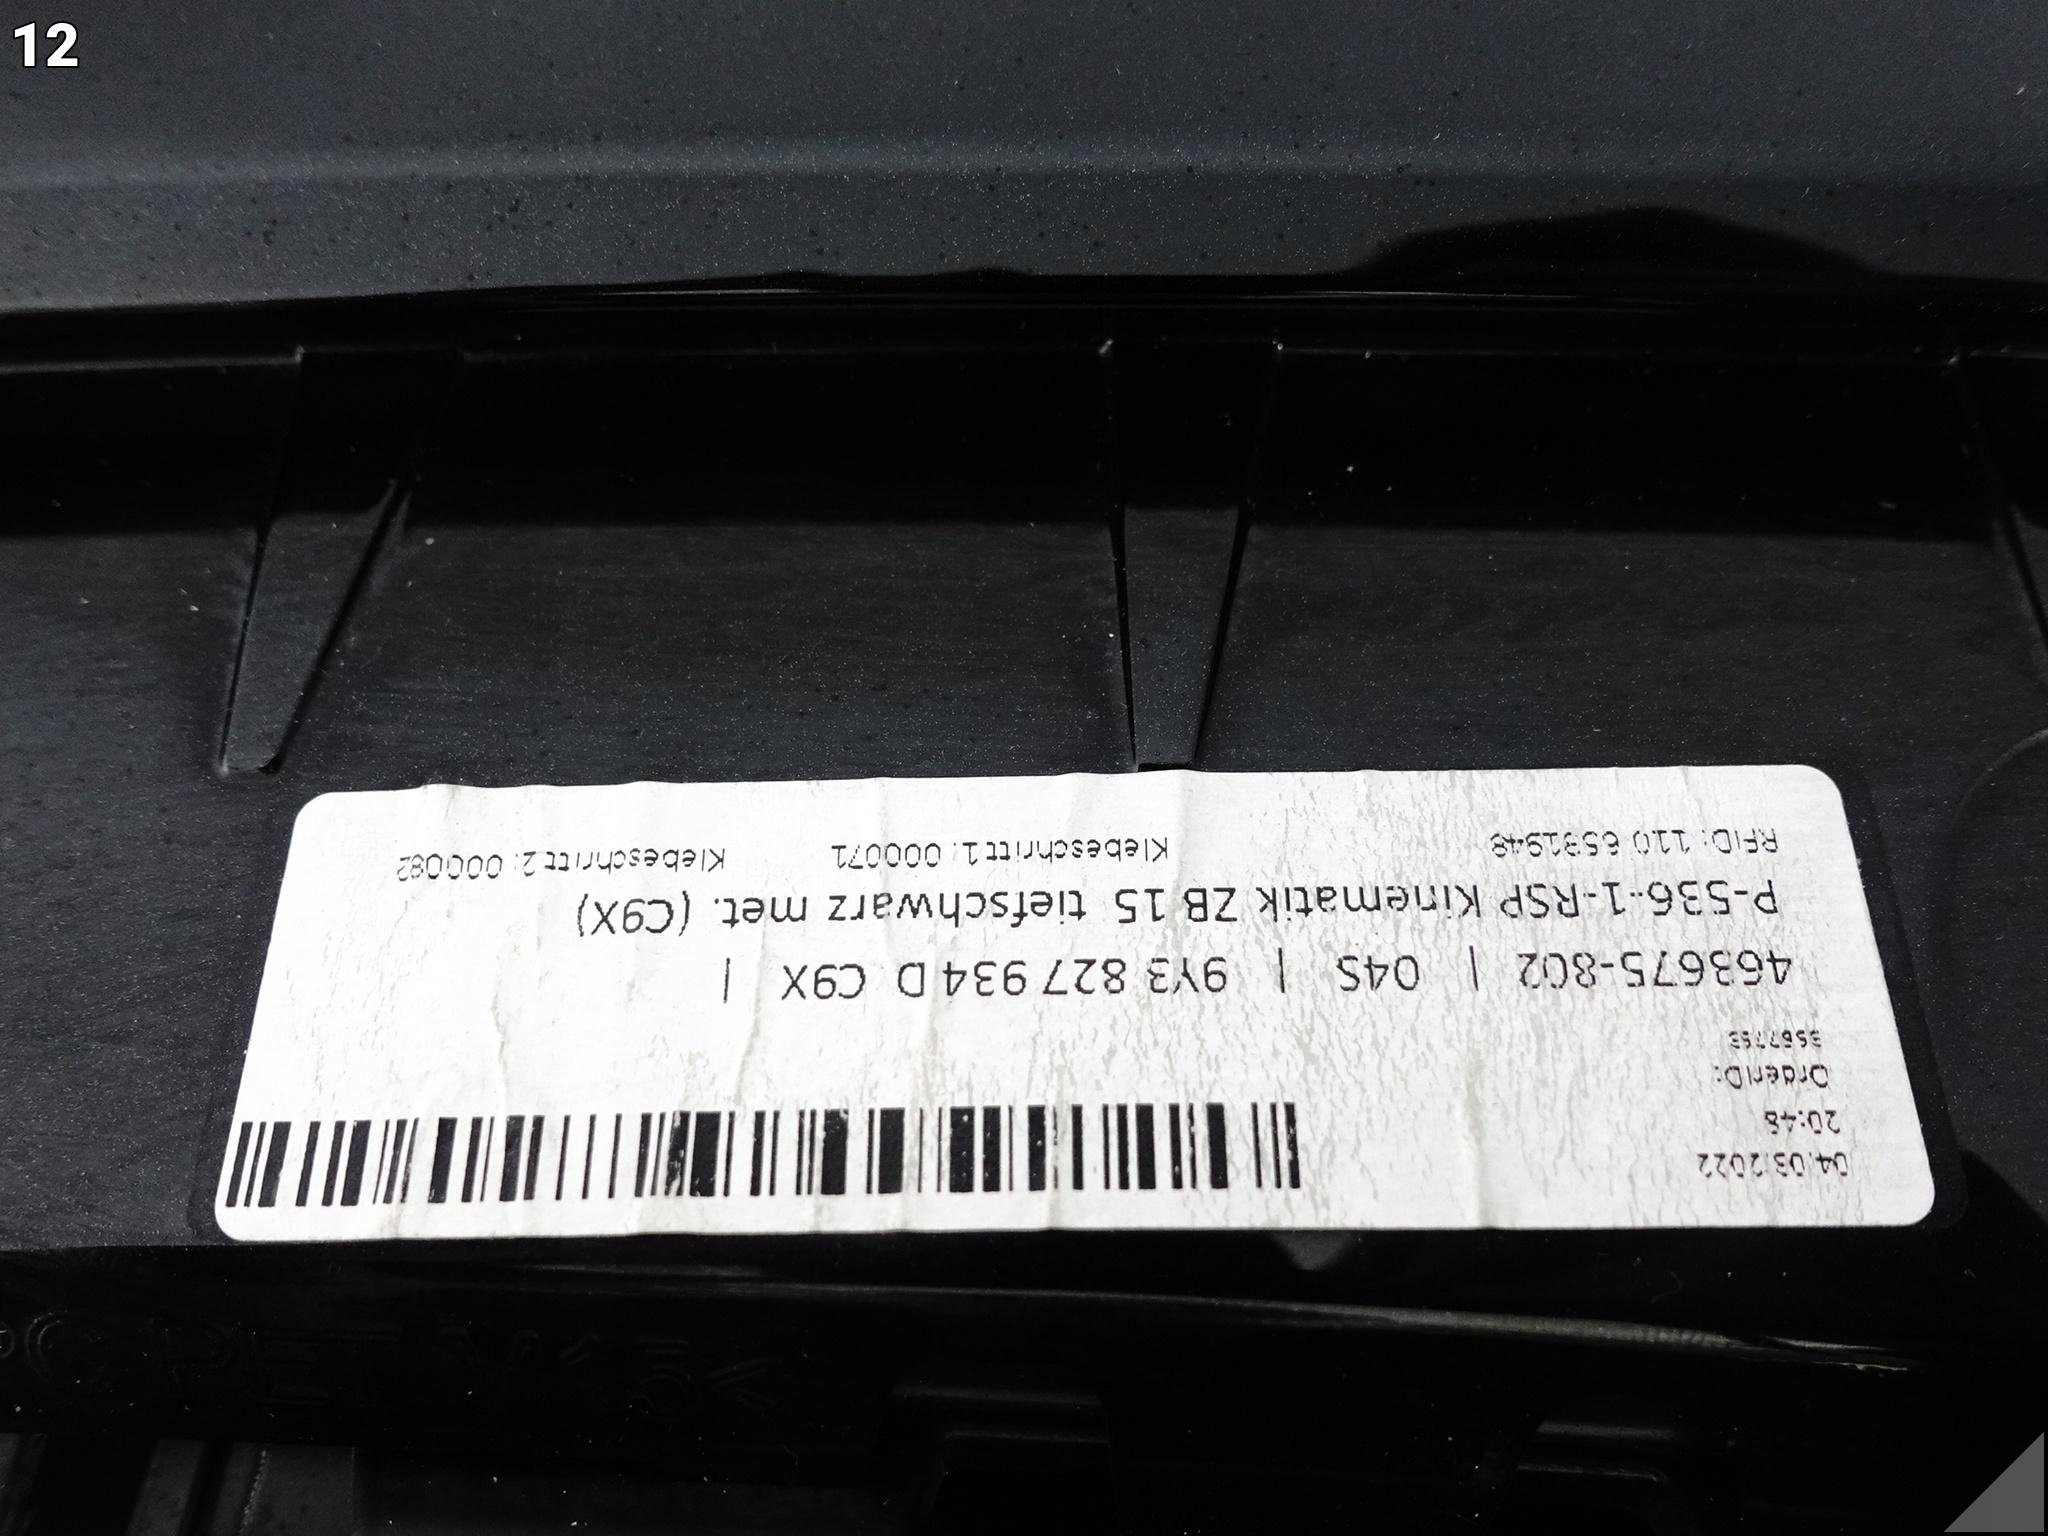 12
04.03.2022
20:48
OrderID:
3567753
463675-802 | 04S | 9Y3 827 934 D C9X |
P-536-1-RSP Kinematik ZB 15 tiefschwarz met. (C9X)
RFID: 110 6531948 Klebeschritt 1: 000071 Klebeschritt 2: 000082